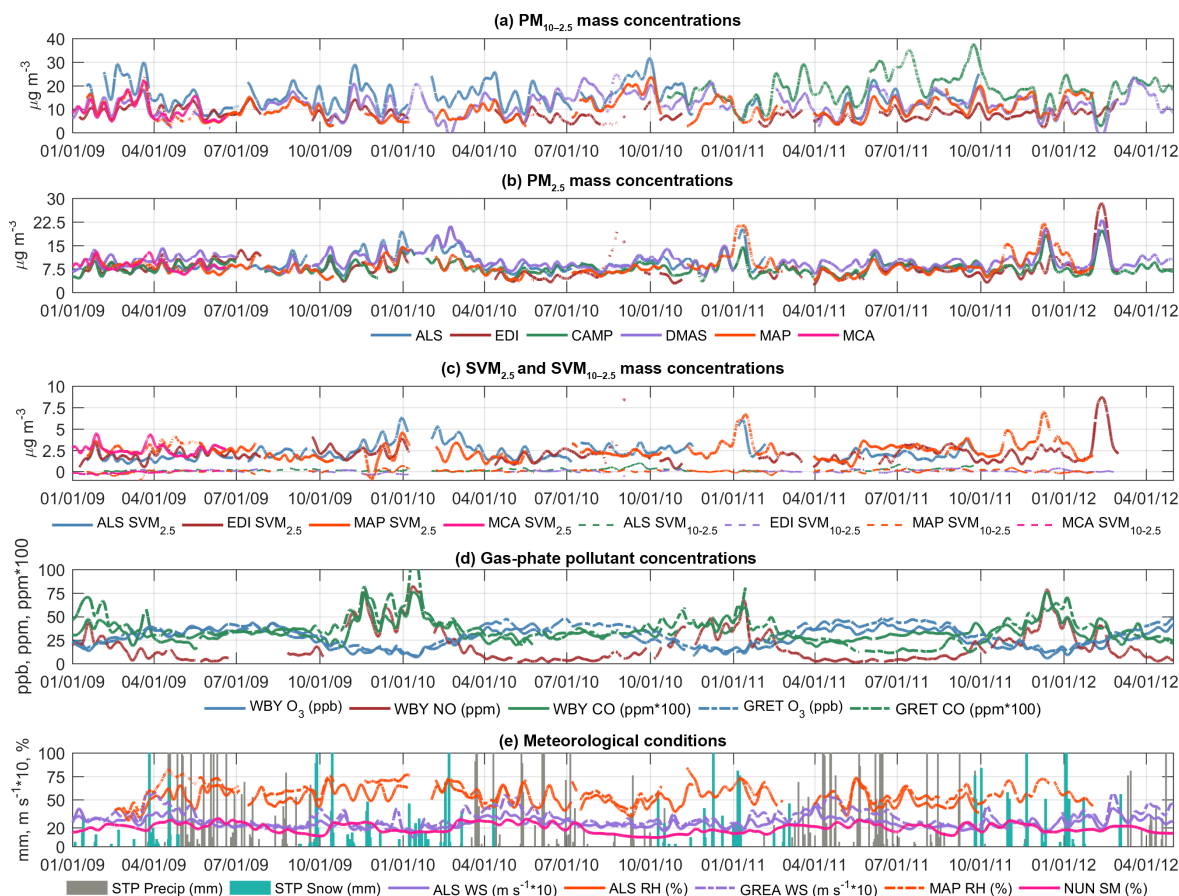 (a) PM10−2.5 mass concentrations
μg m−3
40
30
20
10
0
01/01/09 04/01/09 07/01/09 10/01/09 01/01/10 04/01/10 07/01/10 10/01/10 01/01/11 04/01/11 07/01/11 10/01/11 01/01/12 04/01/12
(b) PM2.5 mass concentrations
μg m−3
30
22.5
15
7.5
0
01/01/09 04/01/09 07/01/09 10/01/09 01/01/10 04/01/10 07/01/10 10/01/10 01/01/11 04/01/11 07/01/11 10/01/11 01/01/12 04/01/12
ALS EDI CAMP DMAS MAP MCA
(c) SVM2.5 and SVM10−2.5 mass concentrations
μg m−3
10
7.5
5
2.5
0
01/01/09 04/01/09 07/01/09 10/01/09 01/01/10 04/01/10 07/01/10 10/01/10 01/01/11 04/01/11 07/01/11 10/01/11 01/01/12 04/01/12
ALS SVM2.5 EDI SVM2.5 MAP SVM2.5 MCA SVM2.5 ALS SVM10-2.5 EDI SVM10-2.5 MAP SVM10-2.5 MCA SVM10-2.5
(d) Gas-phate pollutant concentrations
ppb, ppm, ppm*100
100
75
50
25
0
01/01/09 04/01/09 07/01/09 10/01/09 01/01/10 04/01/10 07/01/10 10/01/10 01/01/11 04/01/11 07/01/11 10/01/11 01/01/12 04/01/12
WBY O3 (ppb) WBY NO (ppm) WBY CO (ppm*100) GRET O3 (ppb) GRET CO (ppm*100)
(e) Meteorological conditions
mm, m s−1*10, %
100
75
50
20
0
01/01/09 04/01/09 07/01/09 10/01/09 01/01/10 04/01/10 07/01/10 10/01/10 01/01/11 04/01/11 07/01/11 10/01/11 01/01/12 04/01/12
STP Precip (mm) STP Snow (mm) ALS WS (m s−1*10) ALS RH (%) GREA WS (m s−1*10) MAP RH (%) NUN SM (%)